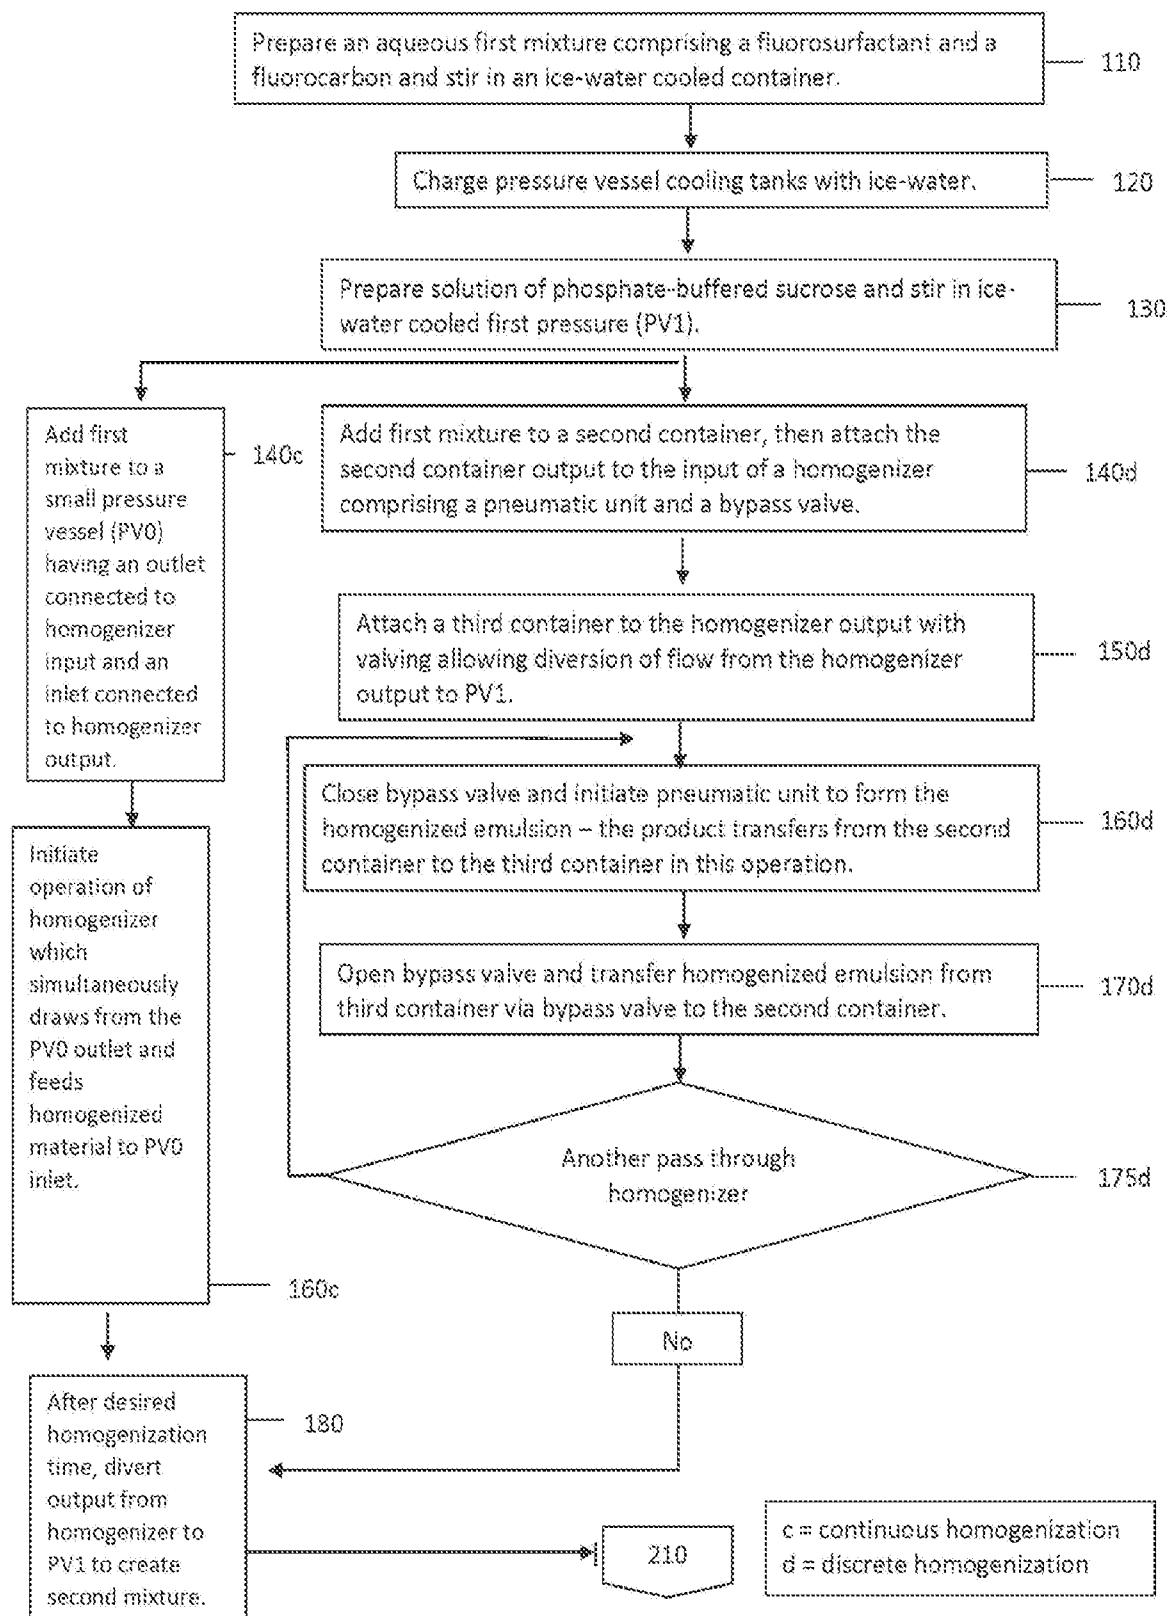 Prepare an aqueous first mixture comprising a fluorosurfactant and a
fluorocarbon and stir in an ice-water cooled container.
110
Charge pressure vessel cooling tanks with ice-water.
120
Prepare solution of phosphate-buffered sucrose and stir in ice-
water cooled first pressure (PV1).
130
Add first
mixture to a
small pressure
vessel (PV0)
having an outlet
connected to
homogenizer
input and an
inlet connected
to homogenizer
output.
140c
Add first mixture to a second container, then attach the
second container output to the input of a homogenizer
comprising a pneumatic unit and a bypass valve.
140d
Attach a third container to the homogenizer output with
valving allowing diversion of flow from the homogenizer
output to PV1.
150d
Close bypass valve and initiate pneumatic unit to form the
homogenized emulsion – the product transfers from the second
container to the third container in this operation.
160d
Initiate
operation of
homogenizer
which
simultaneously
draws from the
PV0 outlet and
feeds
homogenized
material to PV0
inlet.
160c
Open bypass valve and transfer homogenized emulsion from
third container via bypass valve to the second container.
170d
Another pass through
homogenizer
175d
No
After desired
homogenization
time, divert
output from
homogenizer to
PV1 to create
second mixture.
180
210
c = continuous homogenization
d = discrete homogenization